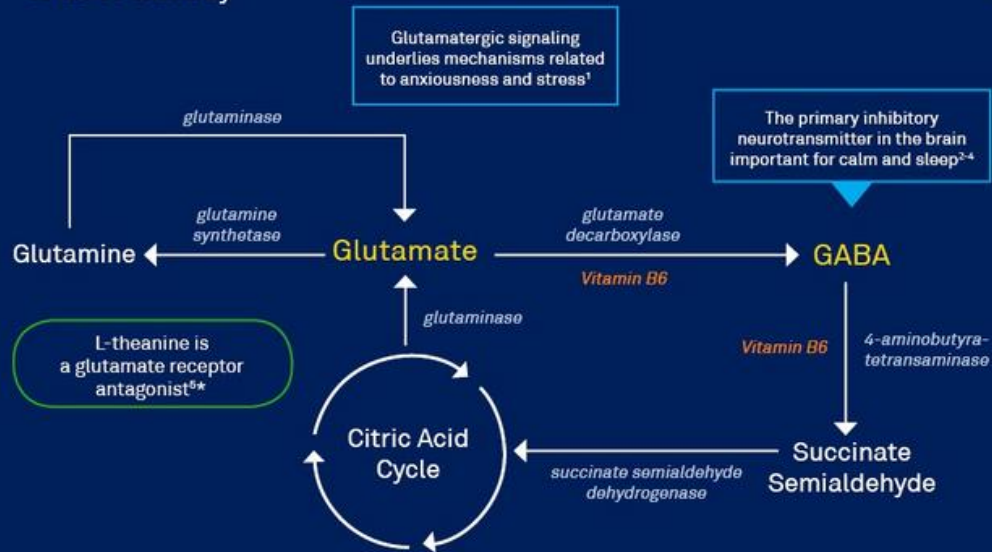 Glutamatergic signaling
underlies mechanisms related
to anxiousness and stress¹
The primary inhibitory
neurotransmitter in the brain
important for calm and sleep²⁻⁴
glutaminase
glutamine
synthetase
glutamate
decarboxylase
Glutamine
Glutamate
GABA
Vitamin B6
glutaminase
L-theanine is
a glutamate receptor
antagonist⁵*
Vitamin B6
4-aminobutyra-
tetransaminase
Citric Acid
Cycle
succinate semialdehyde
dehydrogenase
Succinate
Semialdehyde